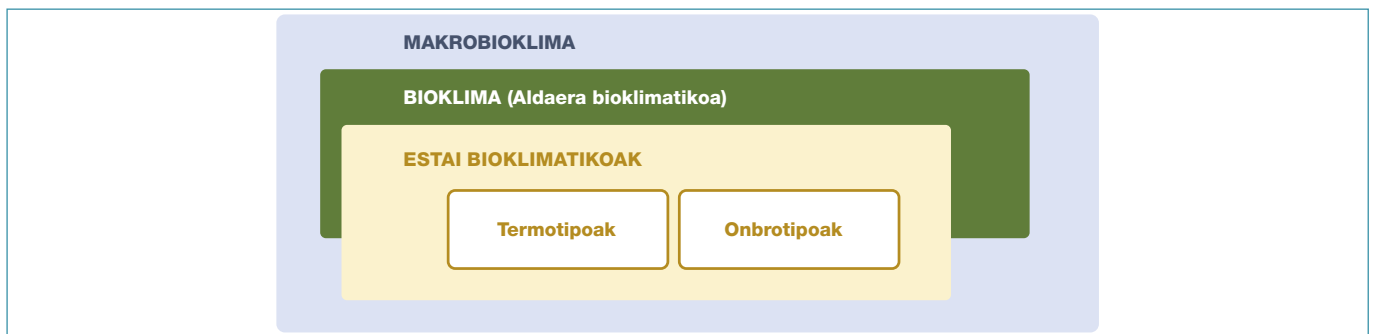 MAKROBIOKLIMA
BIOKLIMA (Aldaera bioklimatikoa)
ESTAI BIOKLIMATIKOAK
Termotipoak
Onbrotipoak